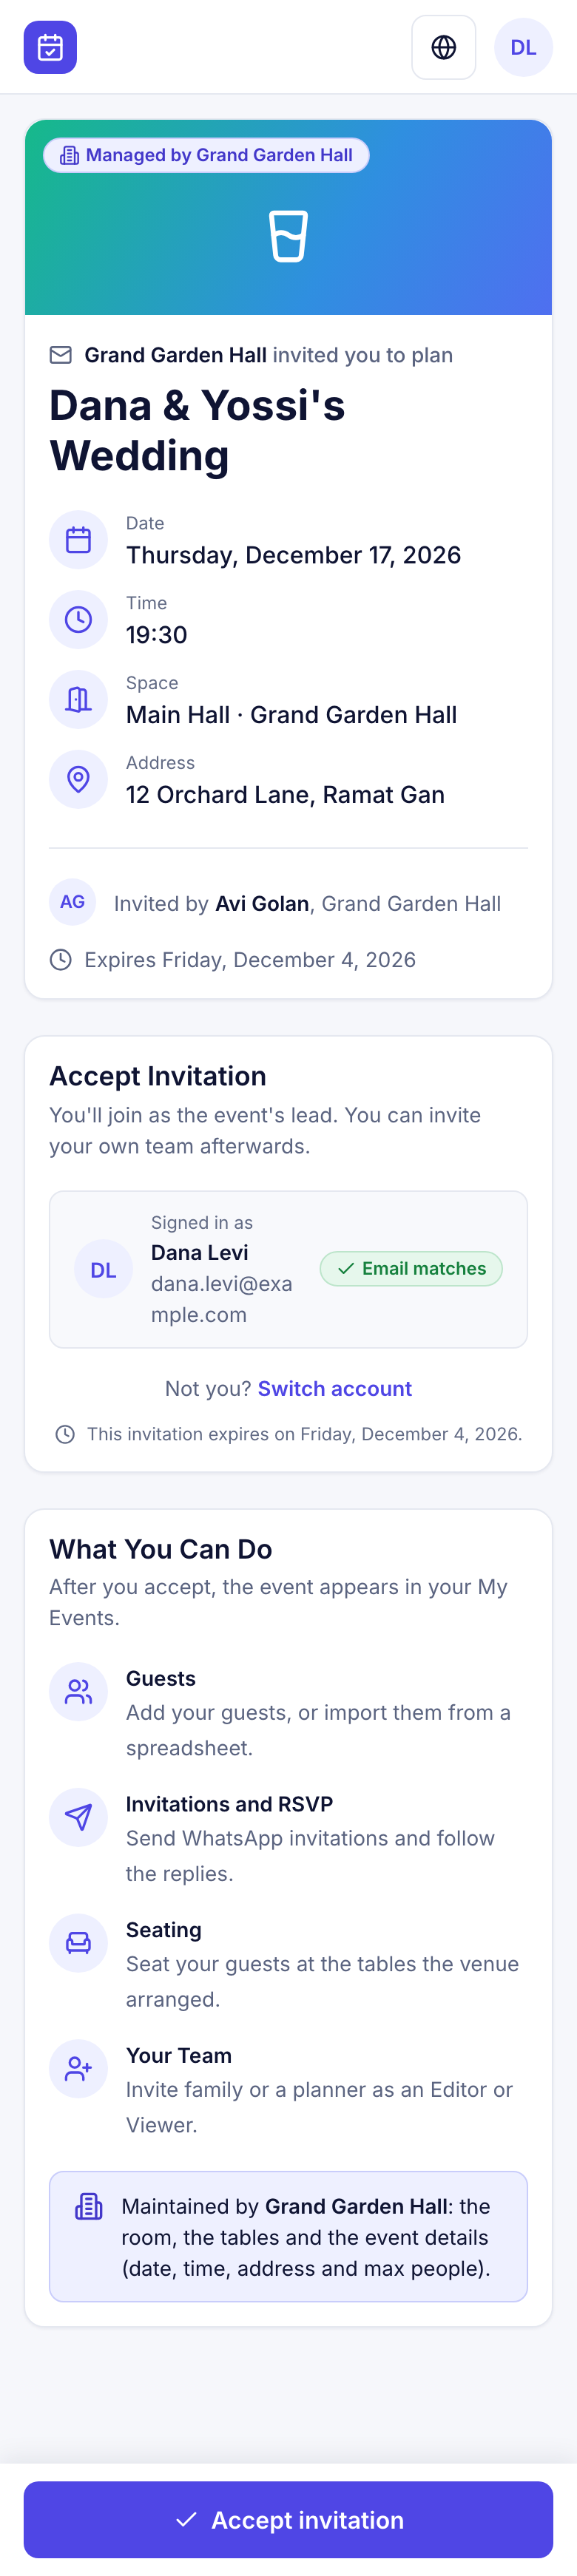 DL
Managed by Grand Garden Hall
Grand Garden Hall invited you to plan
Dana & Yossi's
Wedding
Date
Thursday, December 17, 2026
Time
19:30
Space
Main Hall · Grand Garden Hall
Address
12 Orchard Lane, Ramat Gan
AG
Invited by Avi Golan, Grand Garden Hall
Expires Friday, December 4, 2026
Accept Invitation
You'll join as the event's lead. You can invite
your own team afterwards.
DL
Signed in as
Dana Levi
dana.levi@exa
mple.com
Email matches
Not you? Switch account
This invitation expires on Friday, December 4, 2026.
What You Can Do
After you accept, the event appears in your My
Events.
Guests
Add your guests, or import them from a
spreadsheet.
Invitations and RSVP
Send WhatsApp invitations and follow
the replies.
Seating
Seat your guests at the tables the venue
arranged.
Your Team
Invite family or a planner as an Editor or
Viewer.
Maintained by Grand Garden Hall: the
room, the tables and the event details
(date, time, address and max people).
Accept invitation